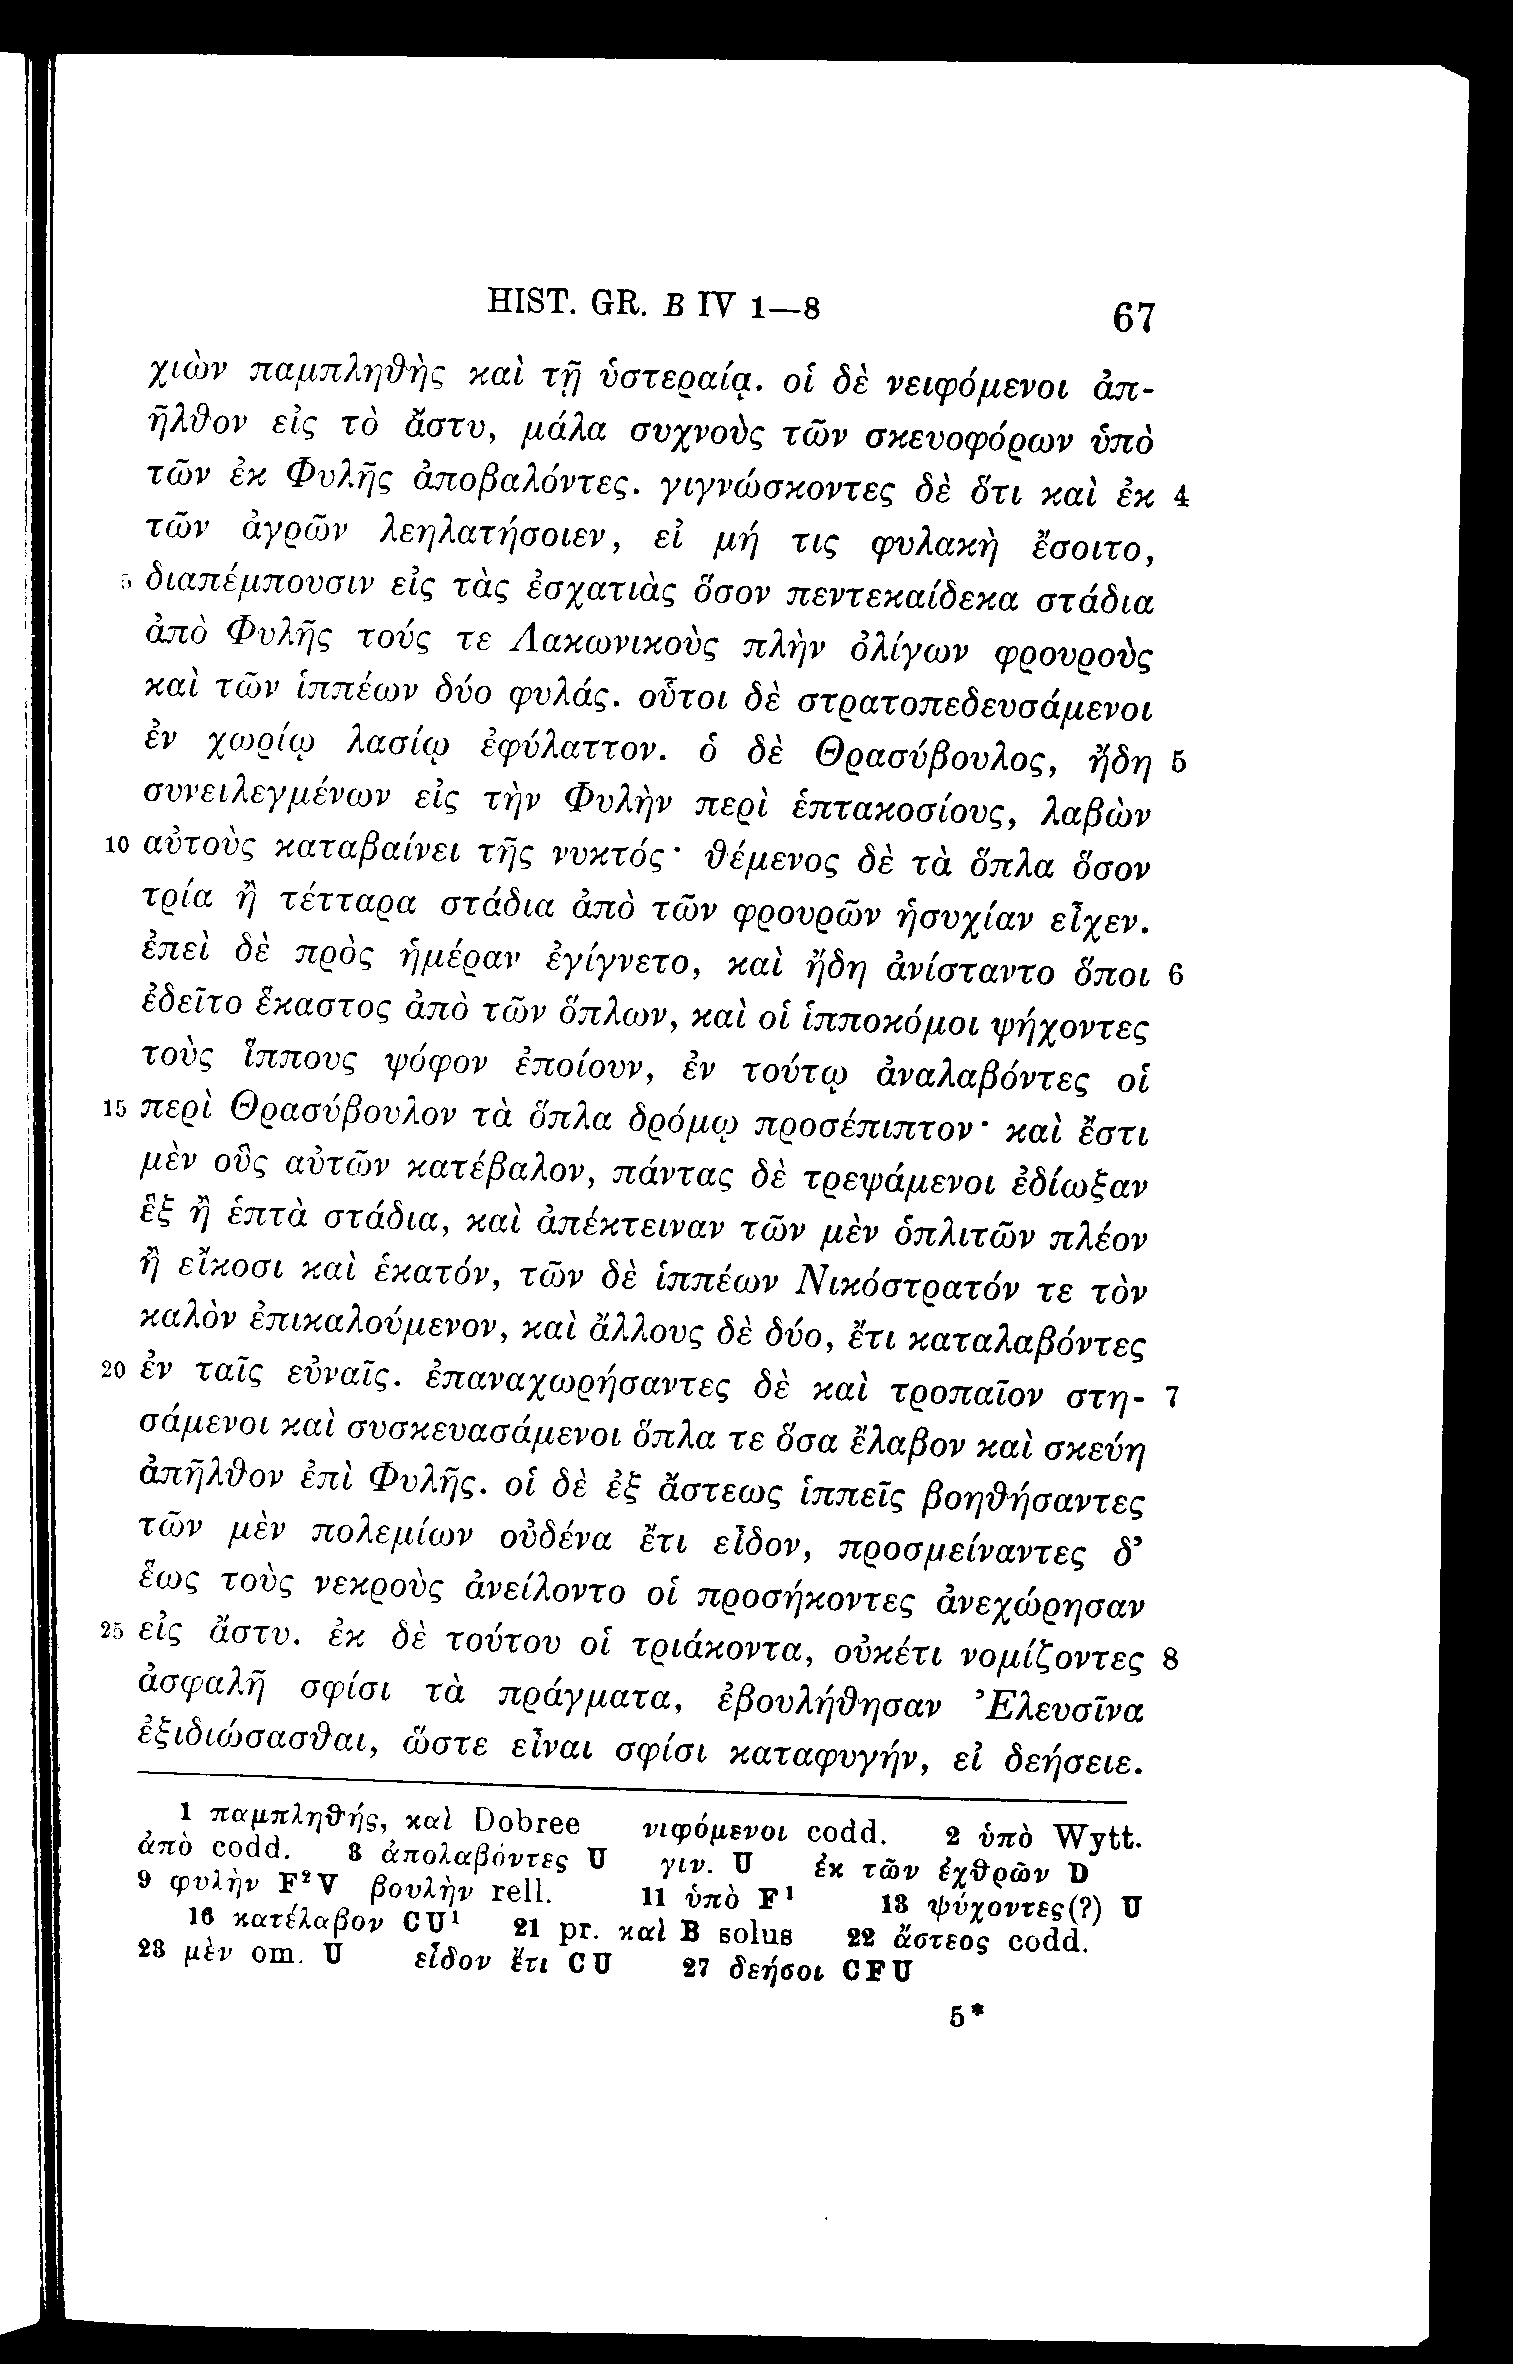 HIST. GR. B IV 1—8 67
χιὼν παμπληθὴς καὶ τῇ ὑστεραίᾳ. οἱ δὲ νειφόμενοι ἀπ-
ῆλθον εἰς τὸ ἄστυ, μάλα συχνοὺς τῶν σκευοφόρων ὑπὸ
τῶν ἐκ Φυλῆς ἀποβαλόντες. γιγνώσκοντες δὲ ὅτι καὶ ἐκ 4
τῶν ἀγρῶν λεηλατήσοιεν, εἰ μή τις φυλακὴ ἔσοιτο,
5 διαπέμπουσιν εἰς τὰς ἐσχατιὰς ὅσον πεντεκαίδεκα στάδια
ἀπὸ Φυλῆς τούς τε Λακωνικοὺς πλὴν ὀλίγων φρουροὺς
καὶ τῶν ἱππέων δύο φυλάς. οὗτοι δὲ στρατοπεδευσάμενοι
ἐν χωρίῳ λασίῳ ἐφύλαττον. ὁ δὲ Θρασύβουλος, ἤδη 5
συνειλεγμένων εἰς τὴν Φυλὴν περὶ ἑπτακοσίους, λαβὼν
10 αὐτοὺς καταβαίνει τῆς νυκτός· θέμενος δὲ τὰ ὅπλα ὅσον
τρία ἢ τέτταρα στάδια ἀπὸ τῶν φρουρῶν ἡσυχίαν εἶχεν.
ἐπεὶ δὲ πρὸς ἡμέραν ἐγίγνετο, καὶ ἤδη ἀνίσταντο ὅποι 6
ἐδεῖτο ἕκαστος ἀπὸ τῶν ὅπλων, καὶ οἱ ἱπποκόμοι ψήχοντες
τοὺς ἵππους ψόφον ἐποίουν, ἐν τούτῳ ἀναλαβόντες οἱ
15 περὶ Θρασύβουλον τὰ ὅπλα δρόμῳ προσέπιπτον· καὶ ἔστι
μὲν οὓς αὐτῶν κατέβαλον, πάντας δὲ τρεψάμενοι ἐδίωξαν
ἓξ ἢ ἑπτὰ στάδια, καὶ ἀπέκτειναν τῶν μὲν ὁπλιτῶν πλέον
ἢ εἴκοσι καὶ ἑκατόν, τῶν δὲ ἱππέων Νικόστρατόν τε τὸν
καλὸν ἐπικαλούμενον, καὶ ἄλλους δὲ δύο, ἔτι καταλαβόντες
20 ἐν ταῖς εὐναῖς. ἐπαναχωρήσαντες δὲ καὶ τροπαῖον στη- 7
σάμενοι καὶ συσκευασάμενοι ὅπλα τε ὅσα ἔλαβον καὶ σκεύη
ἀπῆλθον ἐπὶ Φυλῆς. οἱ δὲ ἐξ ἄστεως ἱππεῖς βοηθήσαντες
τῶν μὲν πολεμίων οὐδένα ἔτι εἶδον, προσμείναντες δ’
ἕως τοὺς νεκροὺς ἀνείλοντο οἱ προσήκοντες ἀνεχώρησαν
25 εἰς ἄστυ. ἐκ δὲ τούτου οἱ τριάκοντα, οὐκέτι νομίζοντες 8
ἀσφαλῆ σφίσι τὰ πράγματα, ἐβουλήθησαν Ἐλευσῖνα
ἐξιδιώσασθαι, ὥστε εἶναι σφίσι καταφυγήν, εἰ δεήσειε.
1 παμπληθής, καὶ Dobree νιφόμενοι codd. 2 ὑπὸ Wytt.
ἀπὸ codd. 3 ἀπολαβόντες U γιν. U ἐκ τῶν ἐχθρῶν D
9 φυλὴν F² V βουλὴν rell. 11 ὑπὸ F¹ 13 ψύχοντες(?) U
16 κατέλαβον CU¹ 21 pr. καὶ B solus 22 ἄστεος codd.
23 μὲν om. U εἶδον ἔτι CU 27 δεήσοι CFU
5*